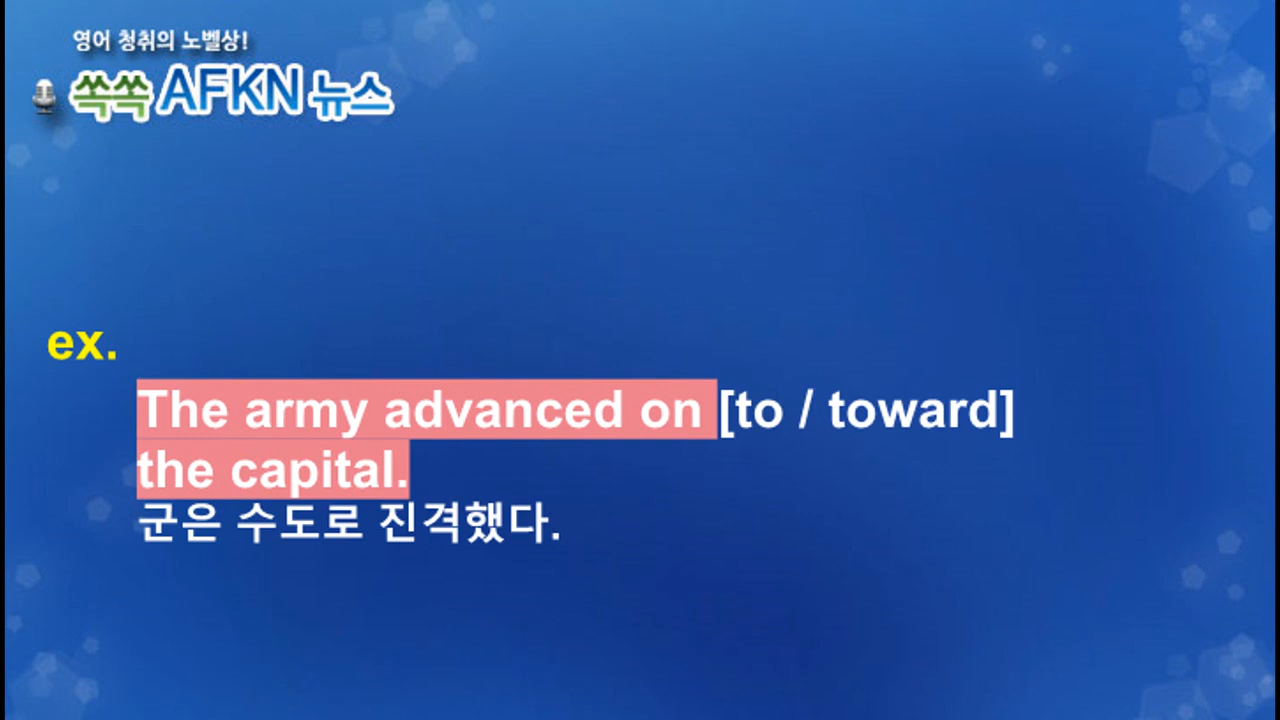 영어 청취의 노벨상!
쏙쏙 AFKN 뉴스
ex.
The army advanced on [to / toward]
the capital.
군은 수도로 진격했다.